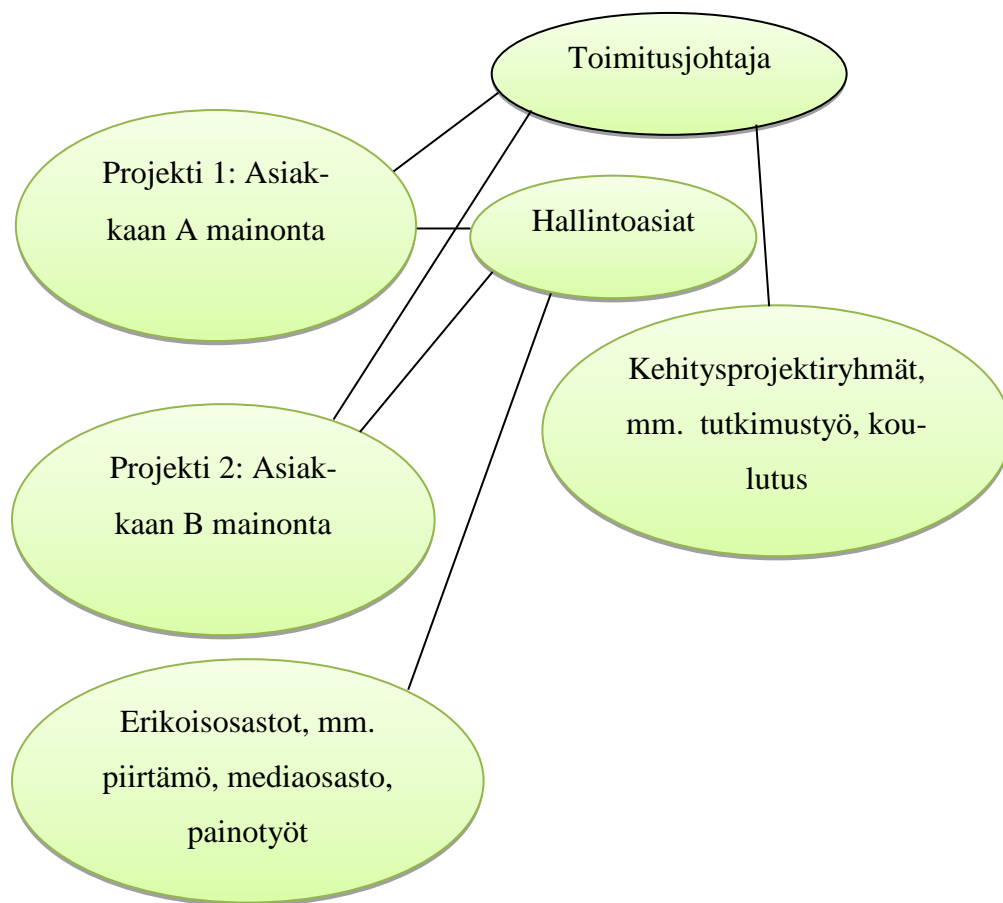 Toimitusjohtaja
Projekti 1: Asiak-
kaan A mainonta
Hallintoasiat
Kehitysprojektiryhmät,
mm. tutkimustyö, kou-
lutus
Projekti 2: Asiak-
kaan B mainonta
Erikoisosastot, mm.
piirtämö, mediaosasto,
painotyöt